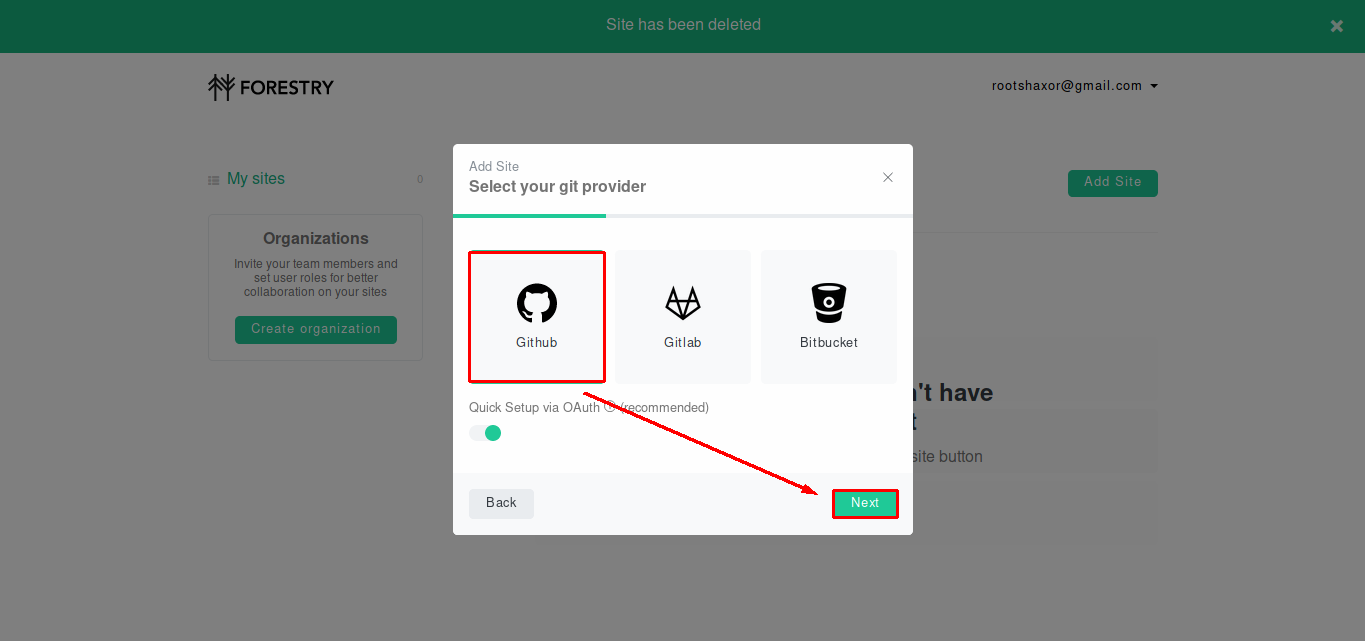 Site has been deleted
FORESTRY
rootshaxor@gmail.com
My sites
0
Add Site
Organizations
Invite your team members and
set user roles for better
collaboration on your sites
Create organization
Add Site
Select your git provider
Github
Gitlab
Bitbucket
Quick Setup via OAuth (recommended)
Back
Next
't have
site button